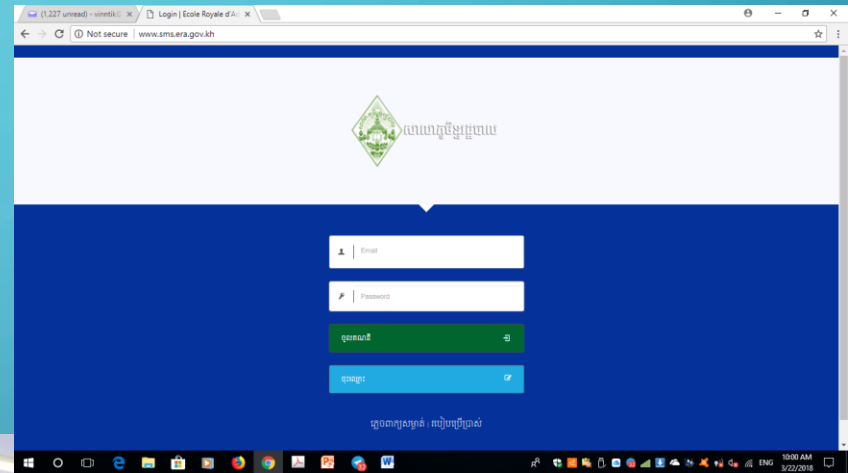 (1,227 unread) - vinntik
Login | Ecole Royale d'Ad
Not secure | www.sms.era.gov.kh
សាលាភូមិន្ទរដ្ឋបាល
Email
Password
ចូលគណនី
ចុះឈ្មោះ
ភ្លេចពាក្យសម្ងាត់ | របៀបប្រើប្រាស់
ENG
10:00 AM
3/22/2018